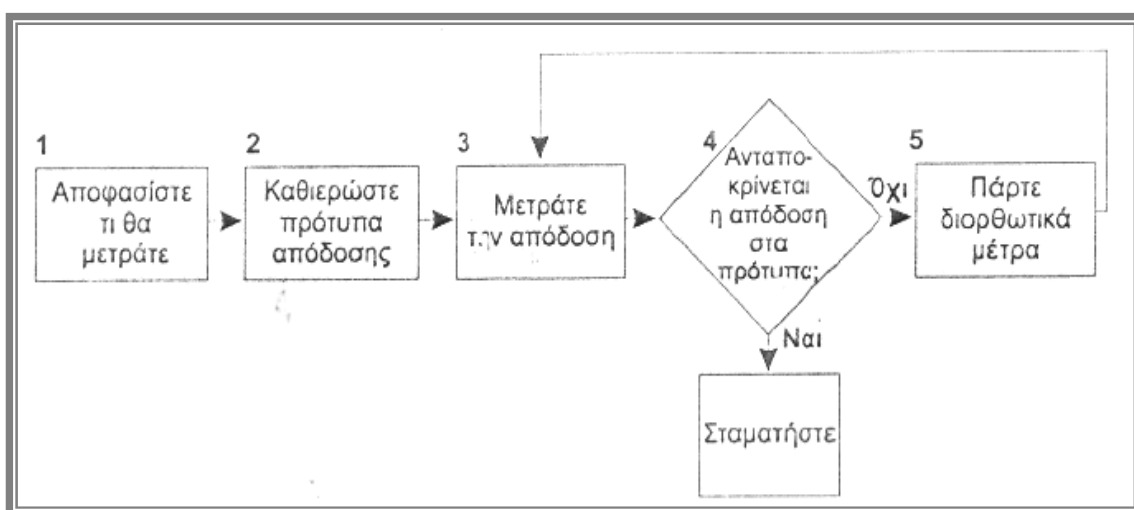 1
Αποφασίστε
τι θα
μετράτε
2
Καθιερώστε
πρότυπα
απόδοσης
3
Μετράτε
την απόδοση
4
Ανταπο-
κρίνεται
η απόδοση
στα
πρότυπα;
Όχι
5
Πάρτε
διορθωτικά
μέτρα
Ναι
Σταματήστε